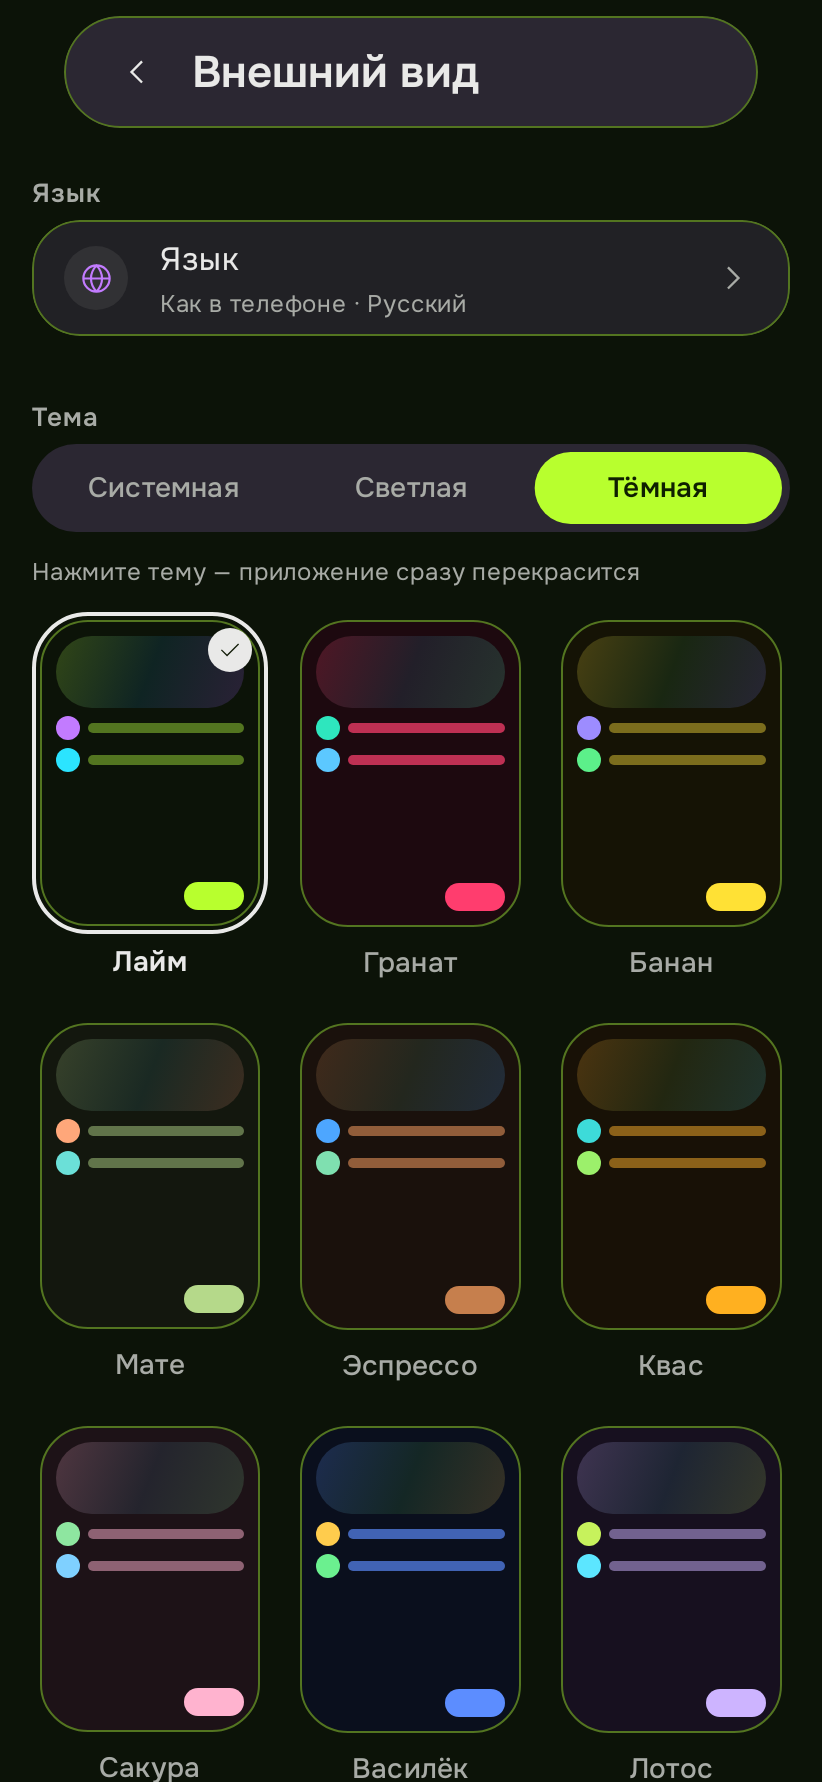 Внешний вид
Язык
Язык
Как в телефоне · Русский
Тема
Системная
Светлая
Тёмная
Нажмите тему — приложение сразу перекрасится
Лайм
Гранат
Банан
Мате
Эспрессо
Квас
Сакура
Василёк
Лотос